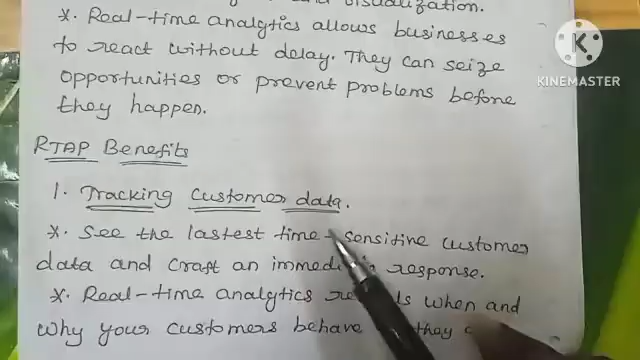 visualization.
*. Real-time analytics allows businesses
to react without delay. They can seize
opportunities or prevent problems before
they happen.
RTAP Benefits
1. Tracking customer data.
*. See the lastest time-sensitive customer
data and craft an immedi response.
*. Real-time analytics when and
why your customers behave they
K
KINEMASTER